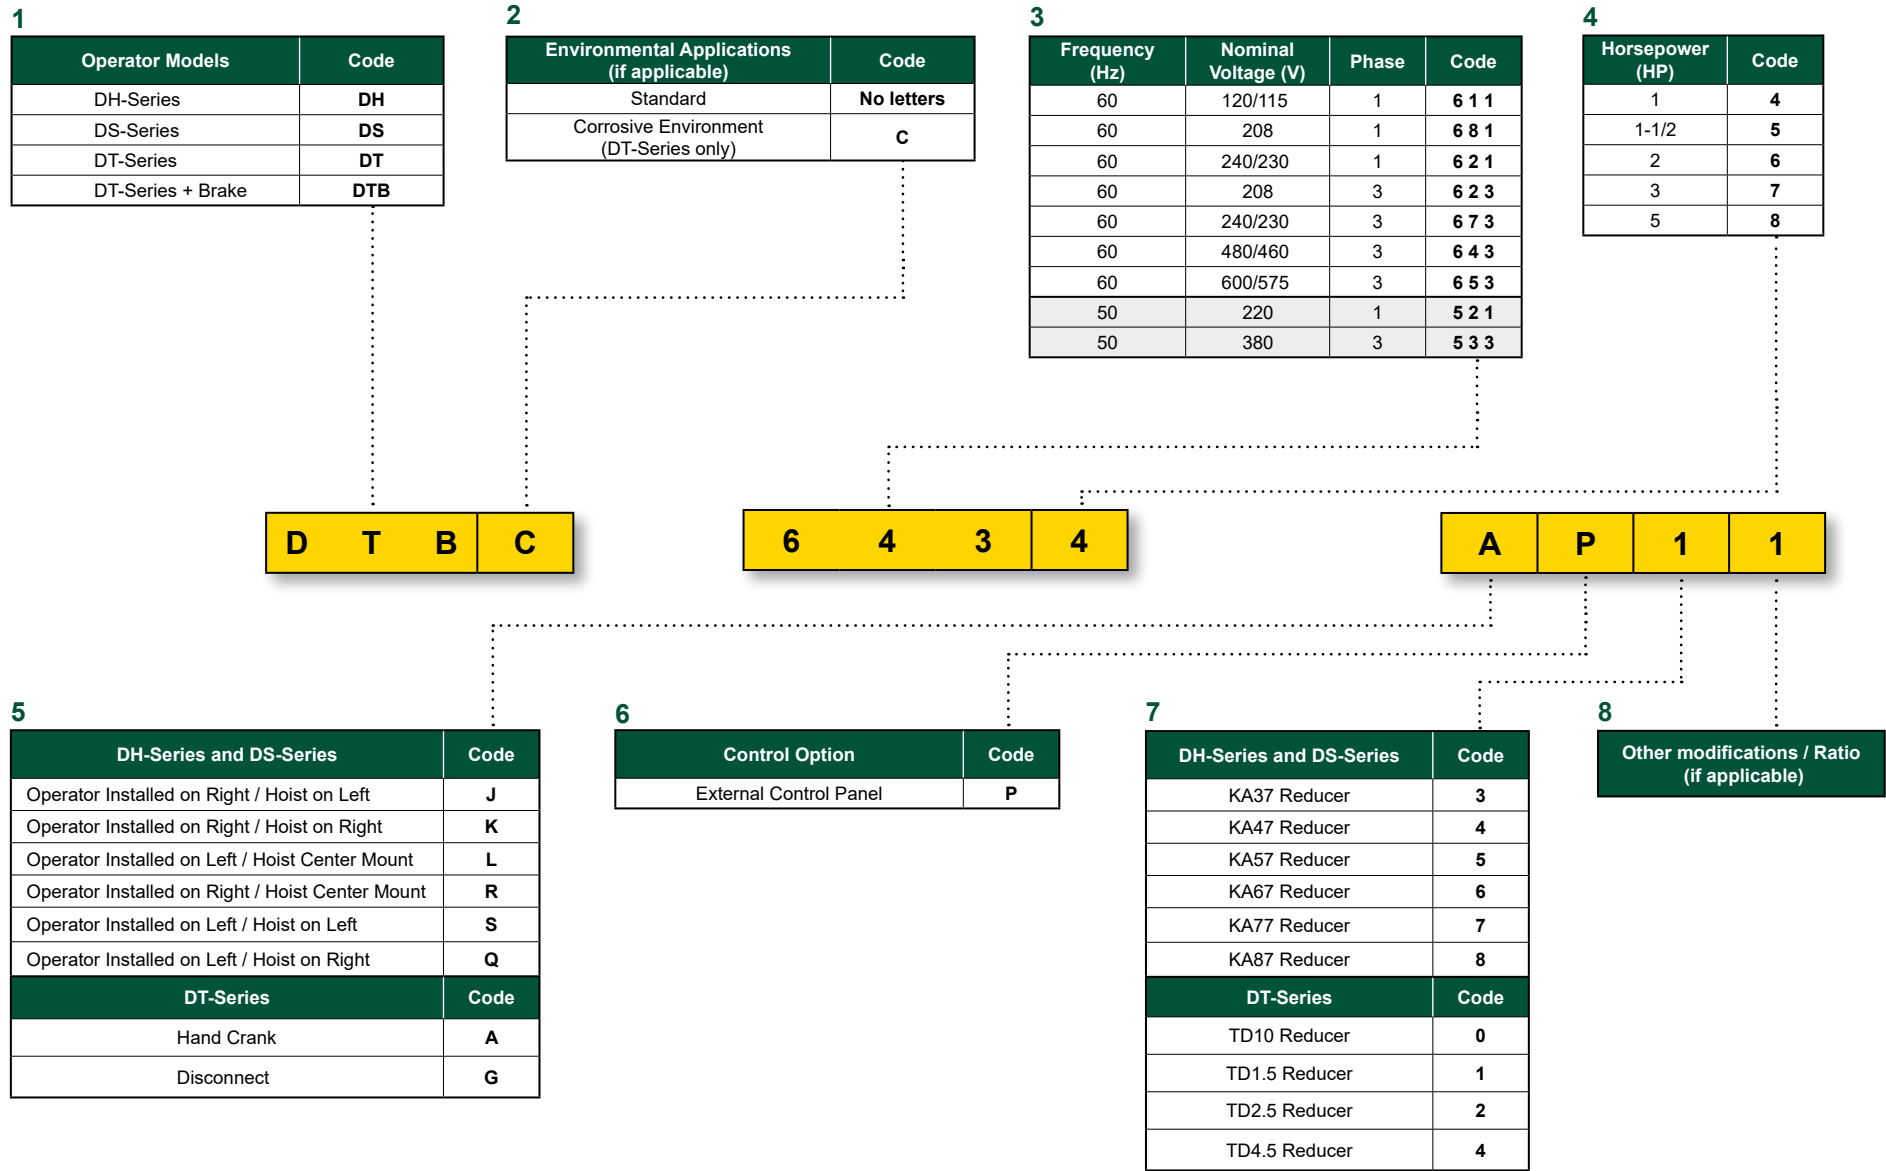 1
Operator Models Code
DH-Series DH
DS-Series DS
DT-Series DT
DT-Series + Brake DTB
2
Environmental Applications
(if applicable) Code
Standard No letters
Corrosive Environment
(DT-Series only) C
3
Frequency
(Hz) Nominal
Voltage (V) Phase Code
60 120/115 1 6 1 1
60 208 1 6 8 1
60 240/230 1 6 2 1
60 208 3 6 2 3
60 240/230 3 6 7 3
60 480/460 3 6 4 3
60 600/575 3 6 5 3
50 220 1 5 2 1
50 380 3 5 3 3
4
Horsepower
(HP) Code
1 4
1-1/2 5
2 6
3 7
5 8
D T B C 6 4 3 4 A P 1 1
5
DH-Series and DS-Series Code
Operator Installed on Right / Hoist on Left J
Operator Installed on Right / Hoist on Right K
Operator Installed on Left / Hoist Center Mount L
Operator Installed on Right / Hoist Center Mount R
Operator Installed on Left / Hoist on Left S
Operator Installed on Left / Hoist on Right Q
DT-Series Code
Hand Crank A
Disconnect G
6
Control Option Code
External Control Panel P
7
DH-Series and DS-Series Code
KA37 Reducer 3
KA47 Reducer 4
KA57 Reducer 5
KA67 Reducer 6
KA77 Reducer 7
KA87 Reducer 8
DT-Series Code
TD10 Reducer 0
TD1.5 Reducer 1
TD2.5 Reducer 2
TD4.5 Reducer 4
8
Other modifications / Ratio
(if applicable)